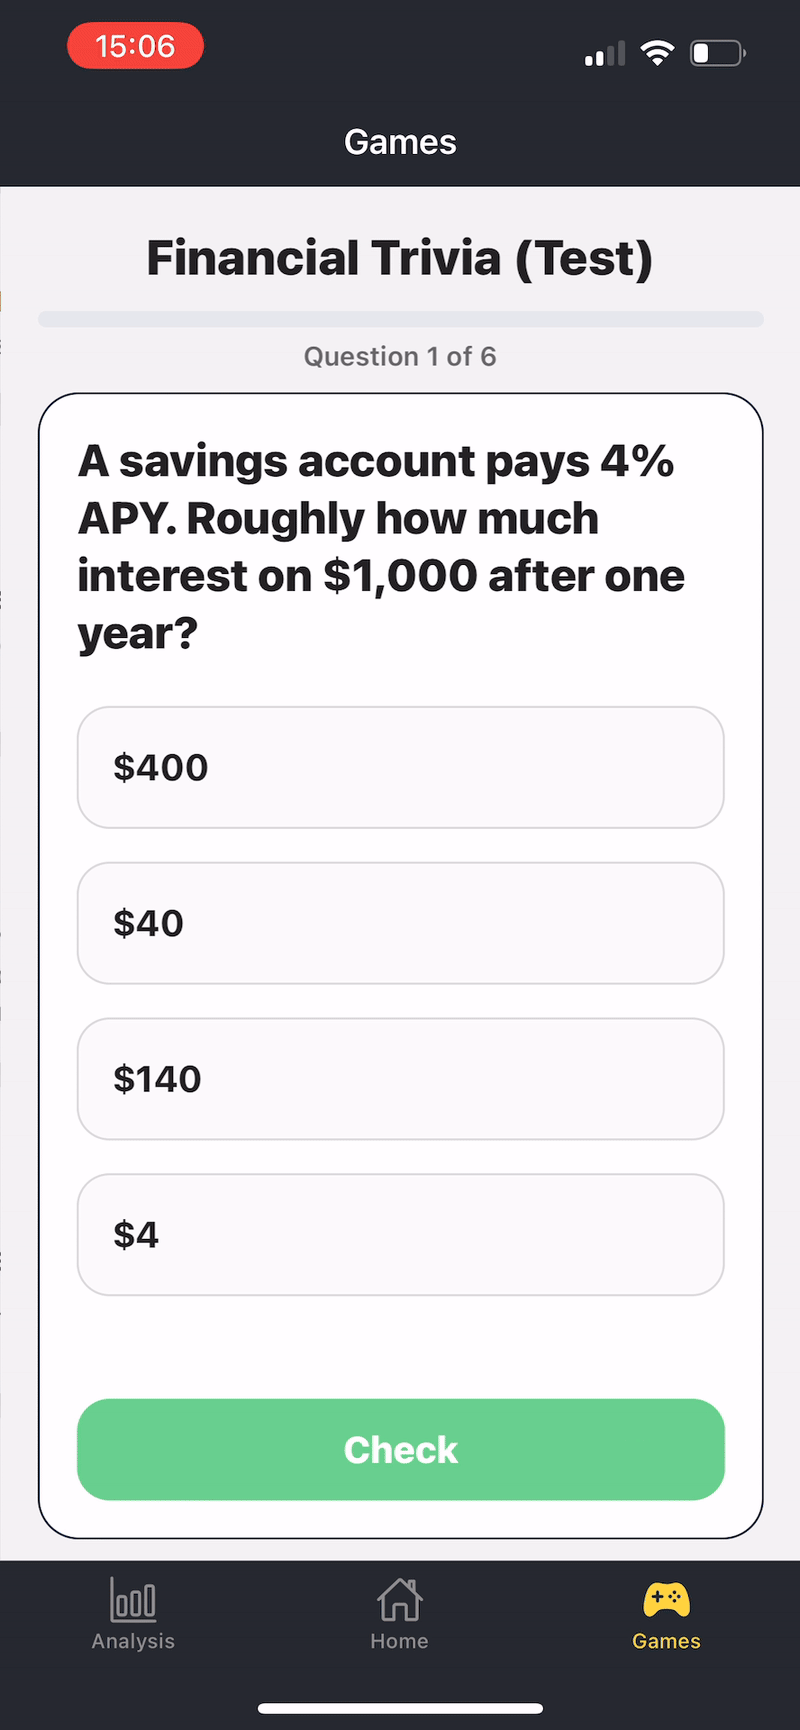 15:06
Games
Financial Trivia (Test)
Question 1 of 6
A savings account pays 4%
APY. Roughly how much
interest on $1,000 after one
year?
$400
$40
$140
$4
Check
Analysis
Home
Games